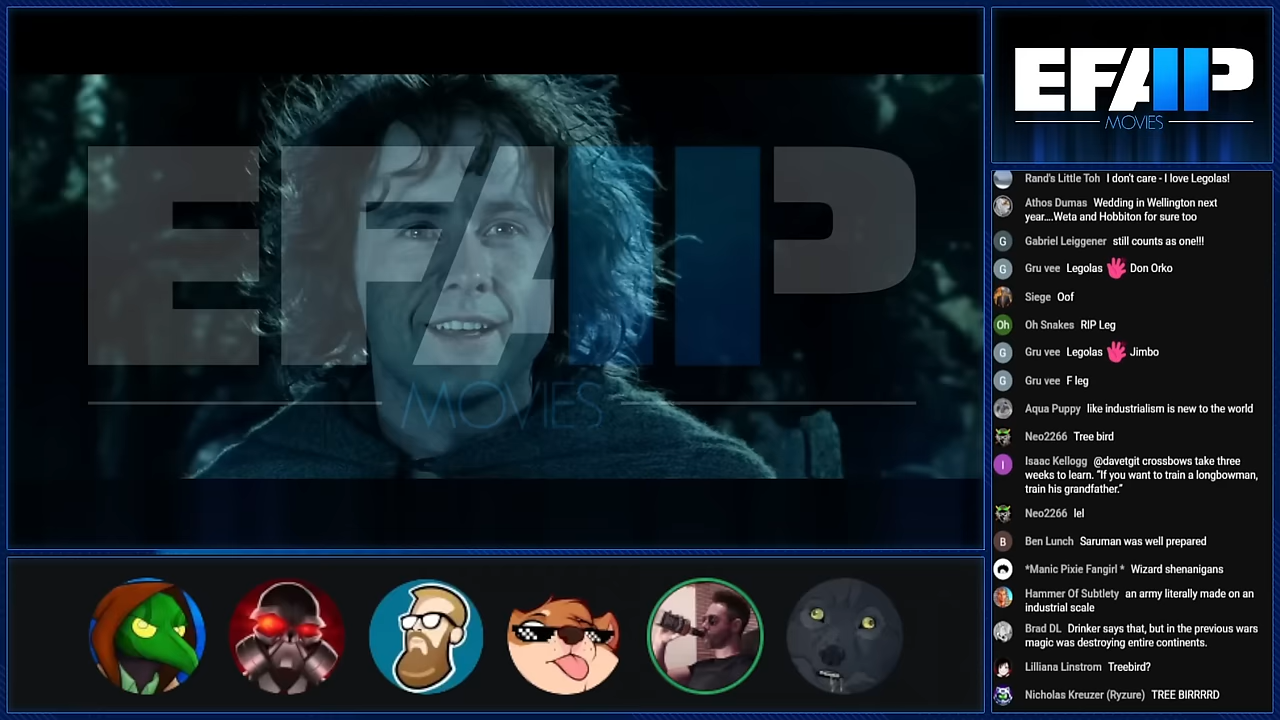 EFAP
MOVIES
EFAP
MOVIES
Rand's Little Toh I don't care - I love Legolas!
Athos Dumas Wedding in Wellington next
year....Weta and Hobbiton for sure too
G
Gabriel Leiggener still counts as one!!!
G
Gru vee Legolas Don Orko
Siege Oof
Oh
Oh Snakes RIP Leg
G
Gru vee Legolas Jimbo
G
Gru vee F leg
Aqua Puppy like industrialism is new to the world
Neo2266 Tree bird
I
Isaac Kellogg @davetgit crossbows take three
weeks to learn. "If you want to train a longbowman,
train his grandfather."
Neo2266 lel
B
Ben Lunch Saruman was well prepared
*Manic Pixie Fangirl * Wizard shenanigans
Hammer Of Subtlety an army literally made on an
industrial scale
Brad DL Drinker says that, but in the previous wars
magic was destroying entire continents.
Lilliana Linstrom Treebird?
Nicholas Kreuzer (Ryzure) TREE BIRRRRD